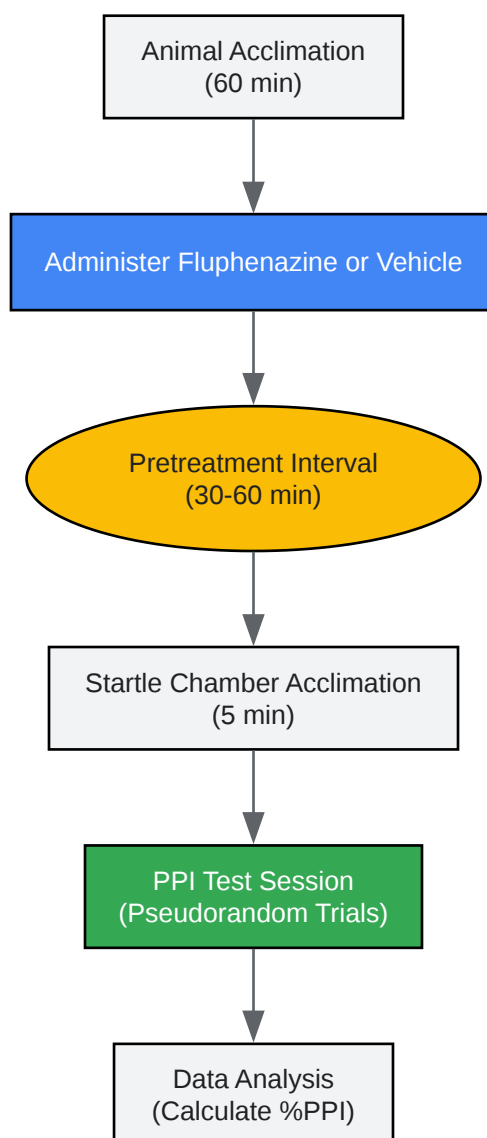 Animal Acclimation
(60 min)
Administer Fluphenazine or Vehicle
Pretreatment Interval
(30-60 min)
Startle Chamber Acclimation
(5 min)
PPI Test Session
(Pseudorandom Trials)
Data Analysis
(Calculate %PPI)